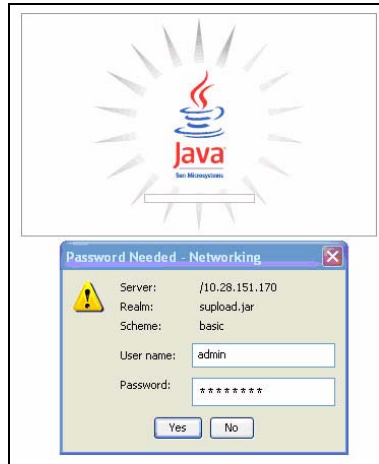 Java
Sun Microsystems
Password Needed - Networking
Server: /10.28.151.170
Realm: supload.jar
Scheme: basic
User name: admin
Password: ********
Yes No